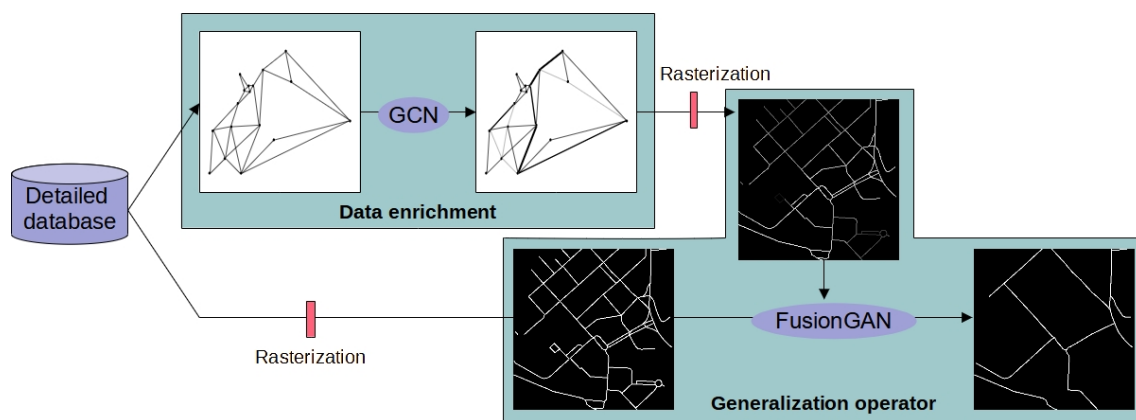 GCN
Rasterization
Data enrichment
Detailed
database
FusionGAN
Rasterization
Generalization operator